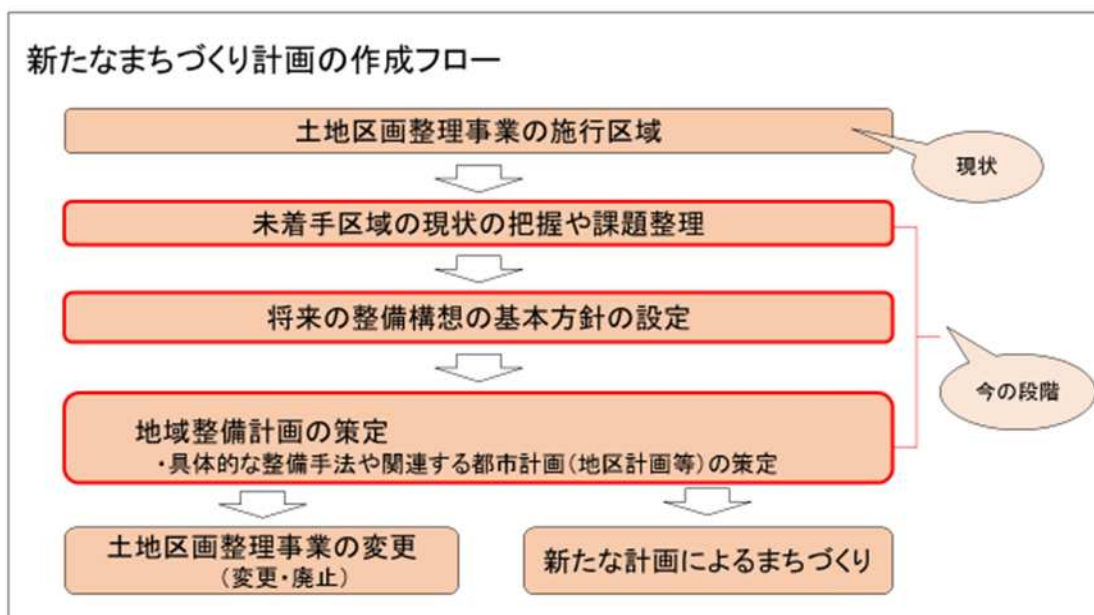 新たなまちづくり計画の作成フロー
土地区画整理事業の施行区域
現状
未着手区域の現状の把握や課題整理
将来の整備構想の基本方針の設定
今の段階
地域整備計画の策定
・具体的な整備手法や関連する都市計画(地区計画等)の策定
土地区画整理事業の変更
(変更・廃止)
新たな計画によるまちづくり